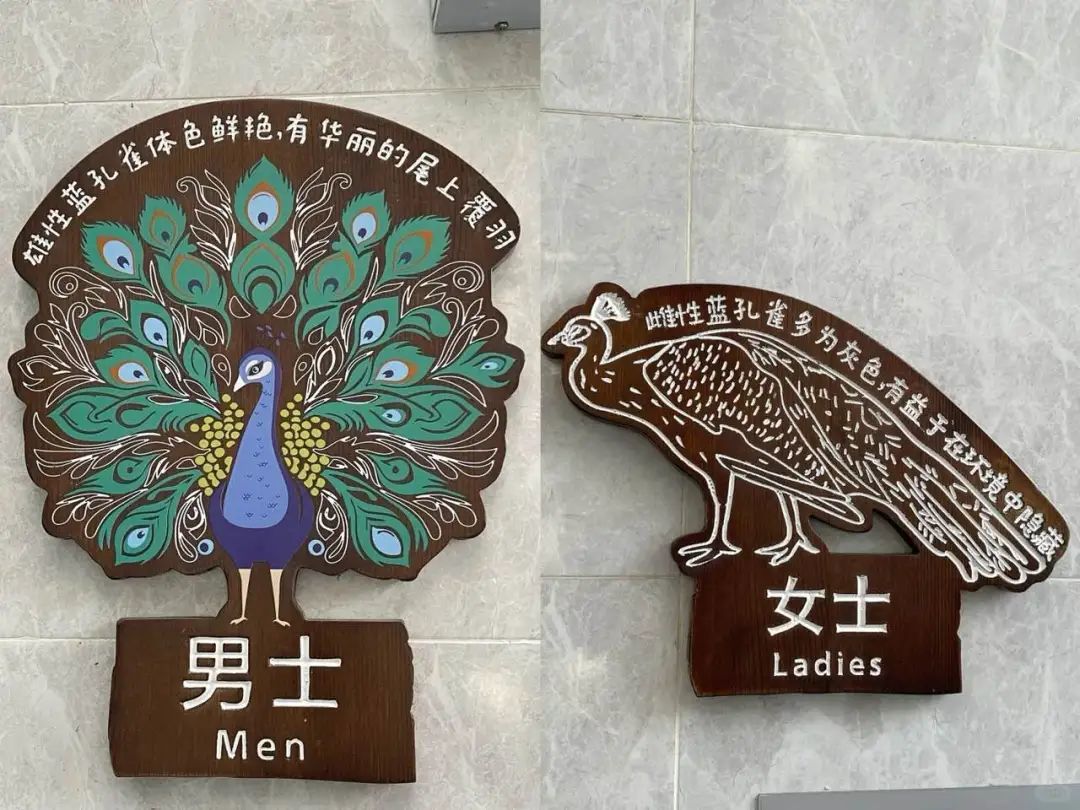 雄性蓝孔雀体色鲜艳,有华丽的尾上覆羽
男士
Men
雌性蓝孔雀多为灰色,有益于在环境中隐藏
女士
Ladies